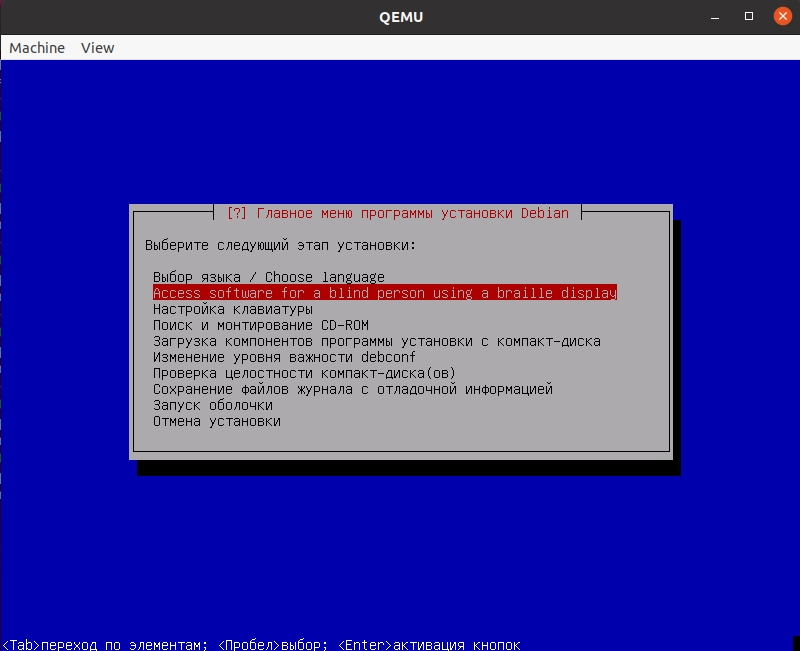 QEMU
Machine View
[?] Главное меню программы установки Debian
Выберите следующий этап установки:
Выбор языка / Choose language
Access software for a blind person using a braille display
Настройка клавиатуры
Поиск и монтирование CD-ROM
Загрузка компонентов программы установки с компакт-диска
Изменение уровня важности debconf
Проверка целостности компакт-диска(ов)
Сохранение файлов журнала с отладочной информацией
Запуск оболочки
Отмена установки
<Tab>переход по элементам; <Пробел>выбор; <Enter>активация кнопок